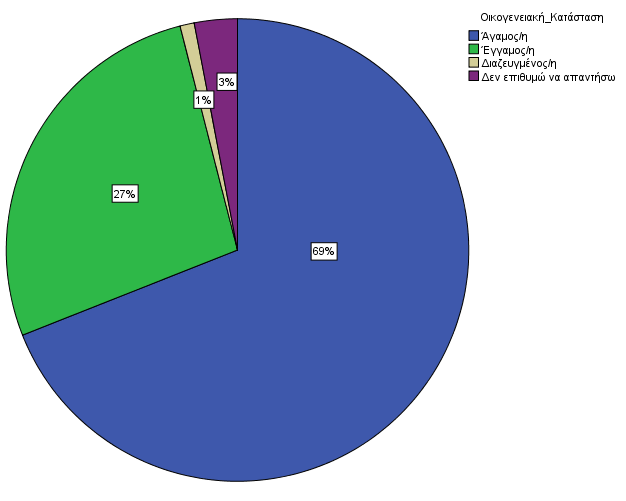 Οικογενειακή_Κατάσταση
Άγαμος/η
Έγγαμος/η
Διαζευγμένος/η
Δεν επιθυμώ να απαντήσω
3%
1%
27%
69%